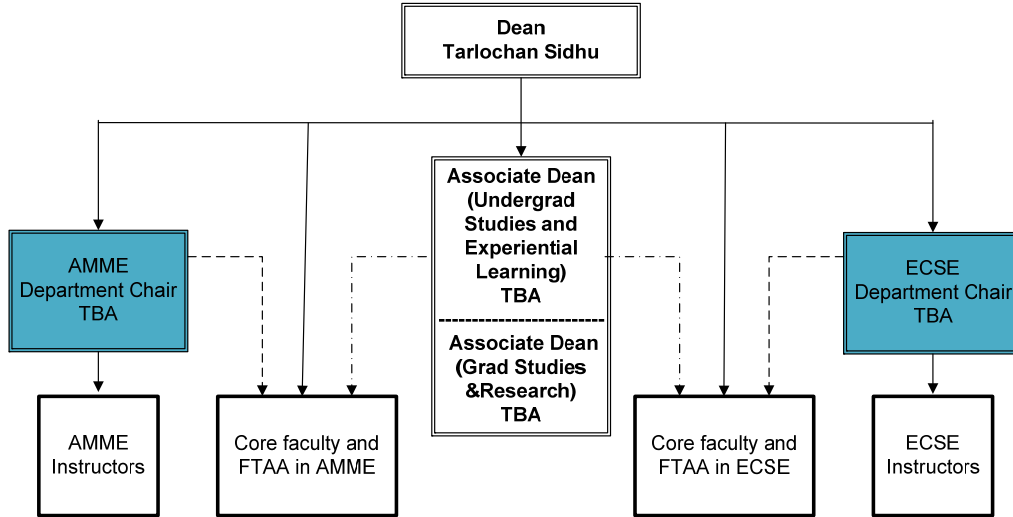 Dean
Tarlochan Sidhu
Associate Dean
(Undergrad
Studies and
Experiential
Learning)
TBA
Associate Dean
(Grad Studies
&Research)
TBA
AMME
Department Chair
TBA
ECSE
Department Chair
TBA
AMME
Instructors
Core faculty and
FTAA in AMME
Core faculty and
FTAA in ECSE
ECSE
Instructors